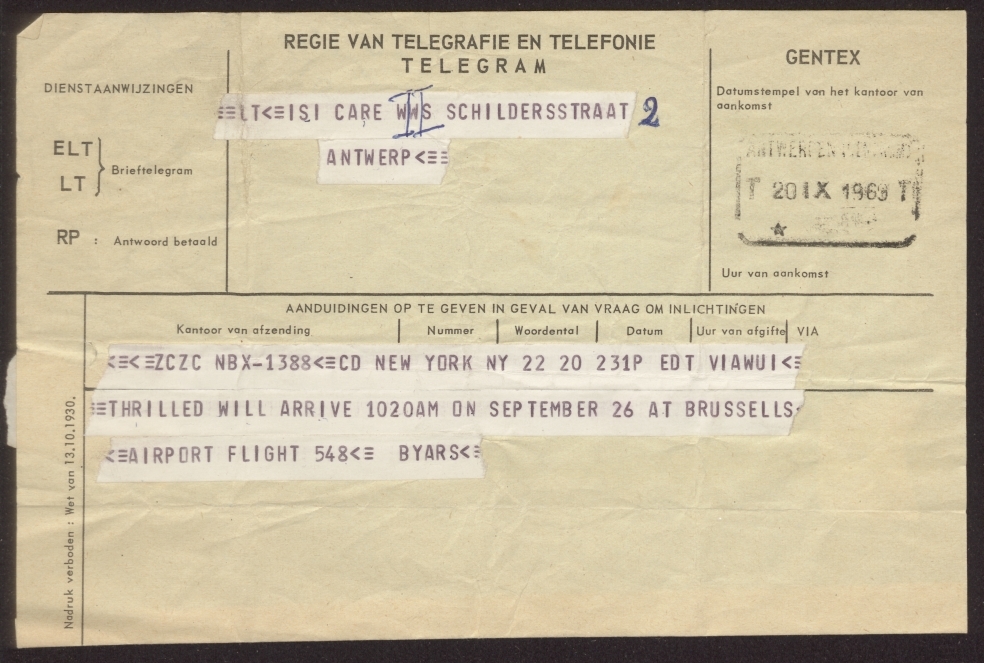 REGIE VAN TELEGRAFIE EN TELEFONIE
TELEGRAM
GENTEX
DIENSTAANWIJZINGEN
Datumstempel van het kantoor van
aankomst
≡LT<≡ISI CARE WWS SCHILDERSSTRAAT 2
II
ANTWERP<≡≡
ELT
LT
Brieftelegram
RP : Antwoord betaald
T 20 IX 1969 T
Uur van aankomst
AANDUIDINGEN OP TE GEVEN IN GEVAL VAN VRAAG OM INLICHTINGEN
Kantoor van afzending Nummer Woordental Datum Uur van afgifte VIA
<≡<≡ZCZC NBX-1388<≡CD NEW YORK NY 22 20 231P EDT VIAWUI<≡
≡THRILLED WILL ARRIVE 1020AM ON SEPTEMBER 26 AT BRUSSELLS<
<≡AIRPORT FLIGHT 548<≡ BYARS<≡
Nadruk verboden : Wet van 13.10.1930.